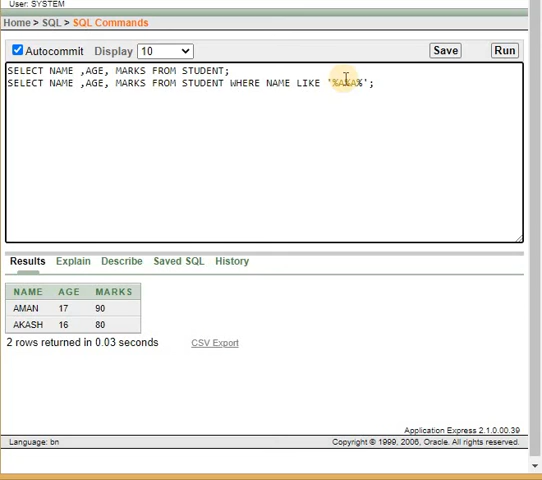 User: SYSTEM
Home > SQL > SQL Commands
Autocommit Display 10 Save Run
SELECT NAME ,AGE, MARKS FROM STUDENT;
SELECT NAME ,AGE, MARKS FROM STUDENT WHERE NAME LIKE '%A%A%';
Results Explain Describe Saved SQL History
NAME AGE MARKS
AMAN 17 90
AKASH 16 80
2 rows returned in 0.03 seconds CSV Export
Application Express 2.1.0.00.39
Language: bn Copyright © 1999, 2006, Oracle. All rights reserved.